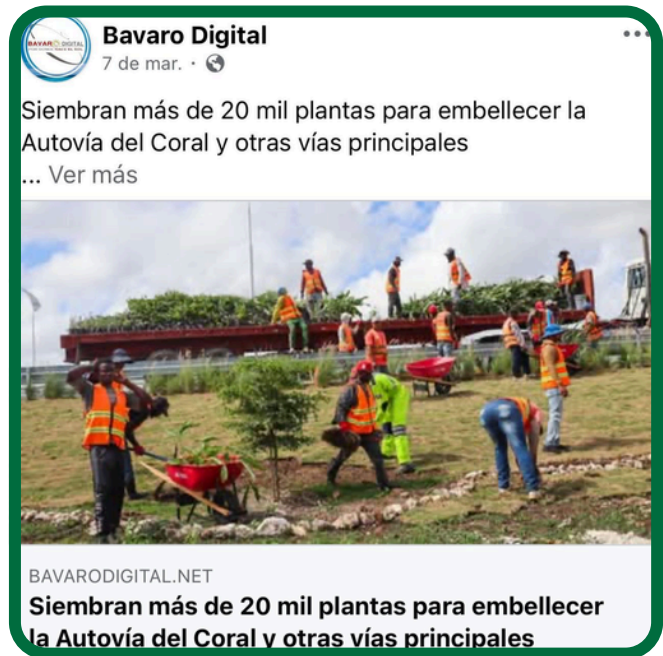 BAVARO DIGITAL
Bavaro Digital
7 de mar. ·
Siembran más de 20 mil plantas para embellecer la
Autovía del Coral y otras vías principales
... Ver más
BAVARODIGITAL.NET
Siembran más de 20 mil plantas para embellecer
la Autovía del Coral y otras vías principales